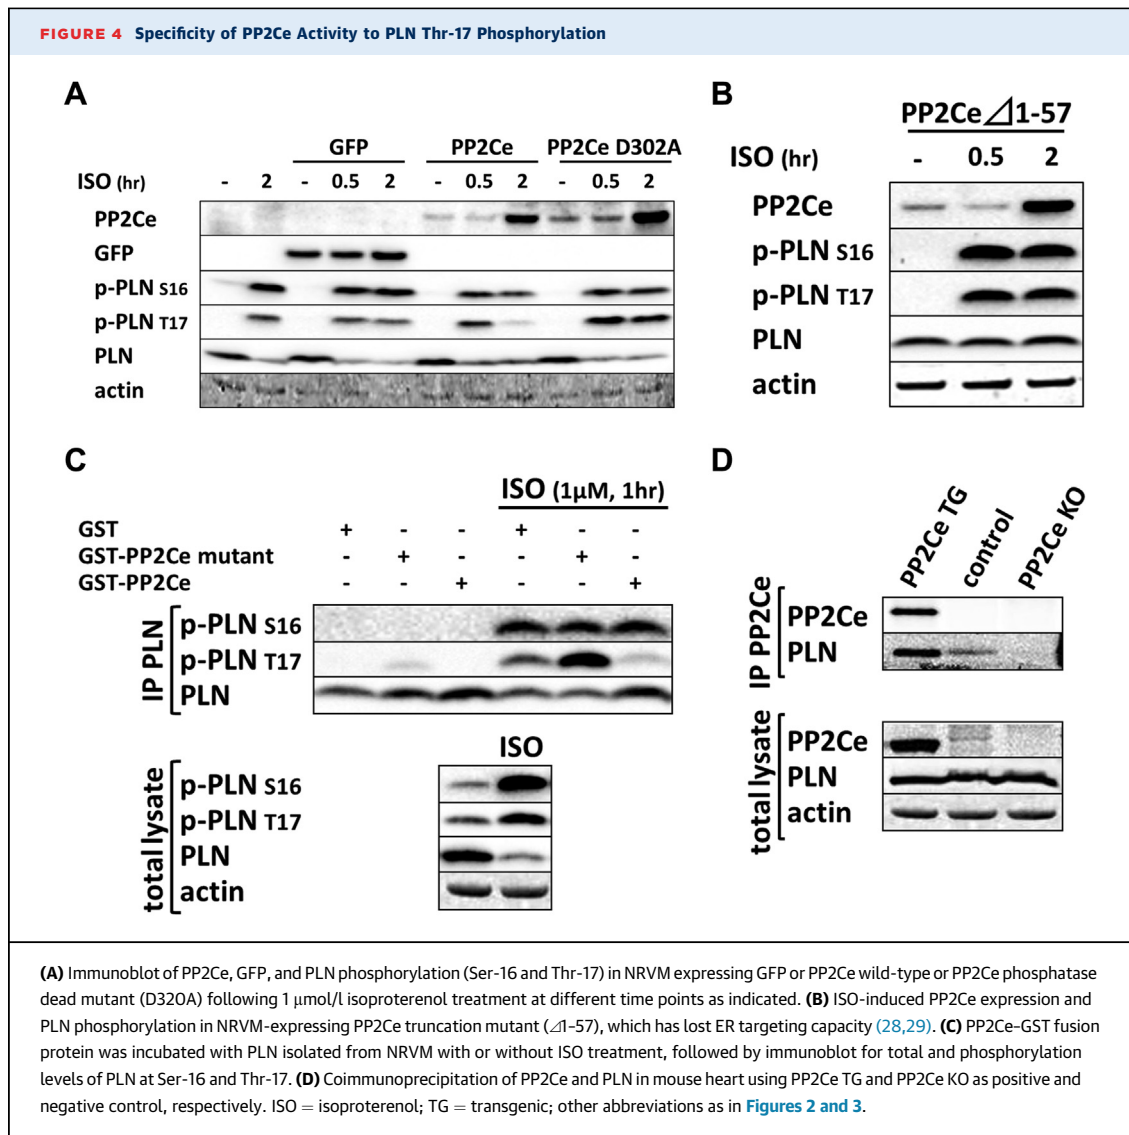 FIGURE 4 Specificity of PP2Ce Activity to PLN Thr-17 Phosphorylation
A
GFP PP2Ce PP2Ce D302A
ISO (hr) - 2 - 0.5 2 - 0.5 2 - 0.5 2
PP2Ce
GFP
p-PLN S16
p-PLN T17
PLN
actin
B
PP2Ce⊿1-57
ISO (hr) - 0.5 2
PP2Ce
p-PLN S16
p-PLN T17
PLN
actin
C
ISO (1μM, 1hr)
GST + - - + - -
GST-PP2Ce mutant - + - - + -
GST-PP2Ce - - + - - +
IP PLN
p-PLN S16
p-PLN T17
PLN
ISO
total lysate
p-PLN S16
p-PLN T17
PLN
actin
D
PP2Ce TG control PP2Ce KO
IP PP2Ce
PP2Ce
PLN
total lysate
PP2Ce
PLN
actin
(A) Immunoblot of PP2Ce, GFP, and PLN phosphorylation (Ser-16 and Thr-17) in NRVM expressing GFP or PP2Ce wild-type or PP2Ce phosphatase
dead mutant (D320A) following 1 μmol/l isoproterenol treatment at different time points as indicated. (B) ISO-induced PP2Ce expression and
PLN phosphorylation in NRVM-expressing PP2Ce truncation mutant (⊿1-57), which has lost ER targeting capacity (28,29). (C) PP2Ce-GST fusion
protein was incubated with PLN isolated from NRVM with or without ISO treatment, followed by immunoblot for total and phosphorylation
levels of PLN at Ser-16 and Thr-17. (D) Coimmunoprecipitation of PP2Ce and PLN in mouse heart using PP2Ce TG and PP2Ce KO as positive and
negative control, respectively. ISO = isoproterenol; TG = transgenic; other abbreviations as in Figures 2 and 3.